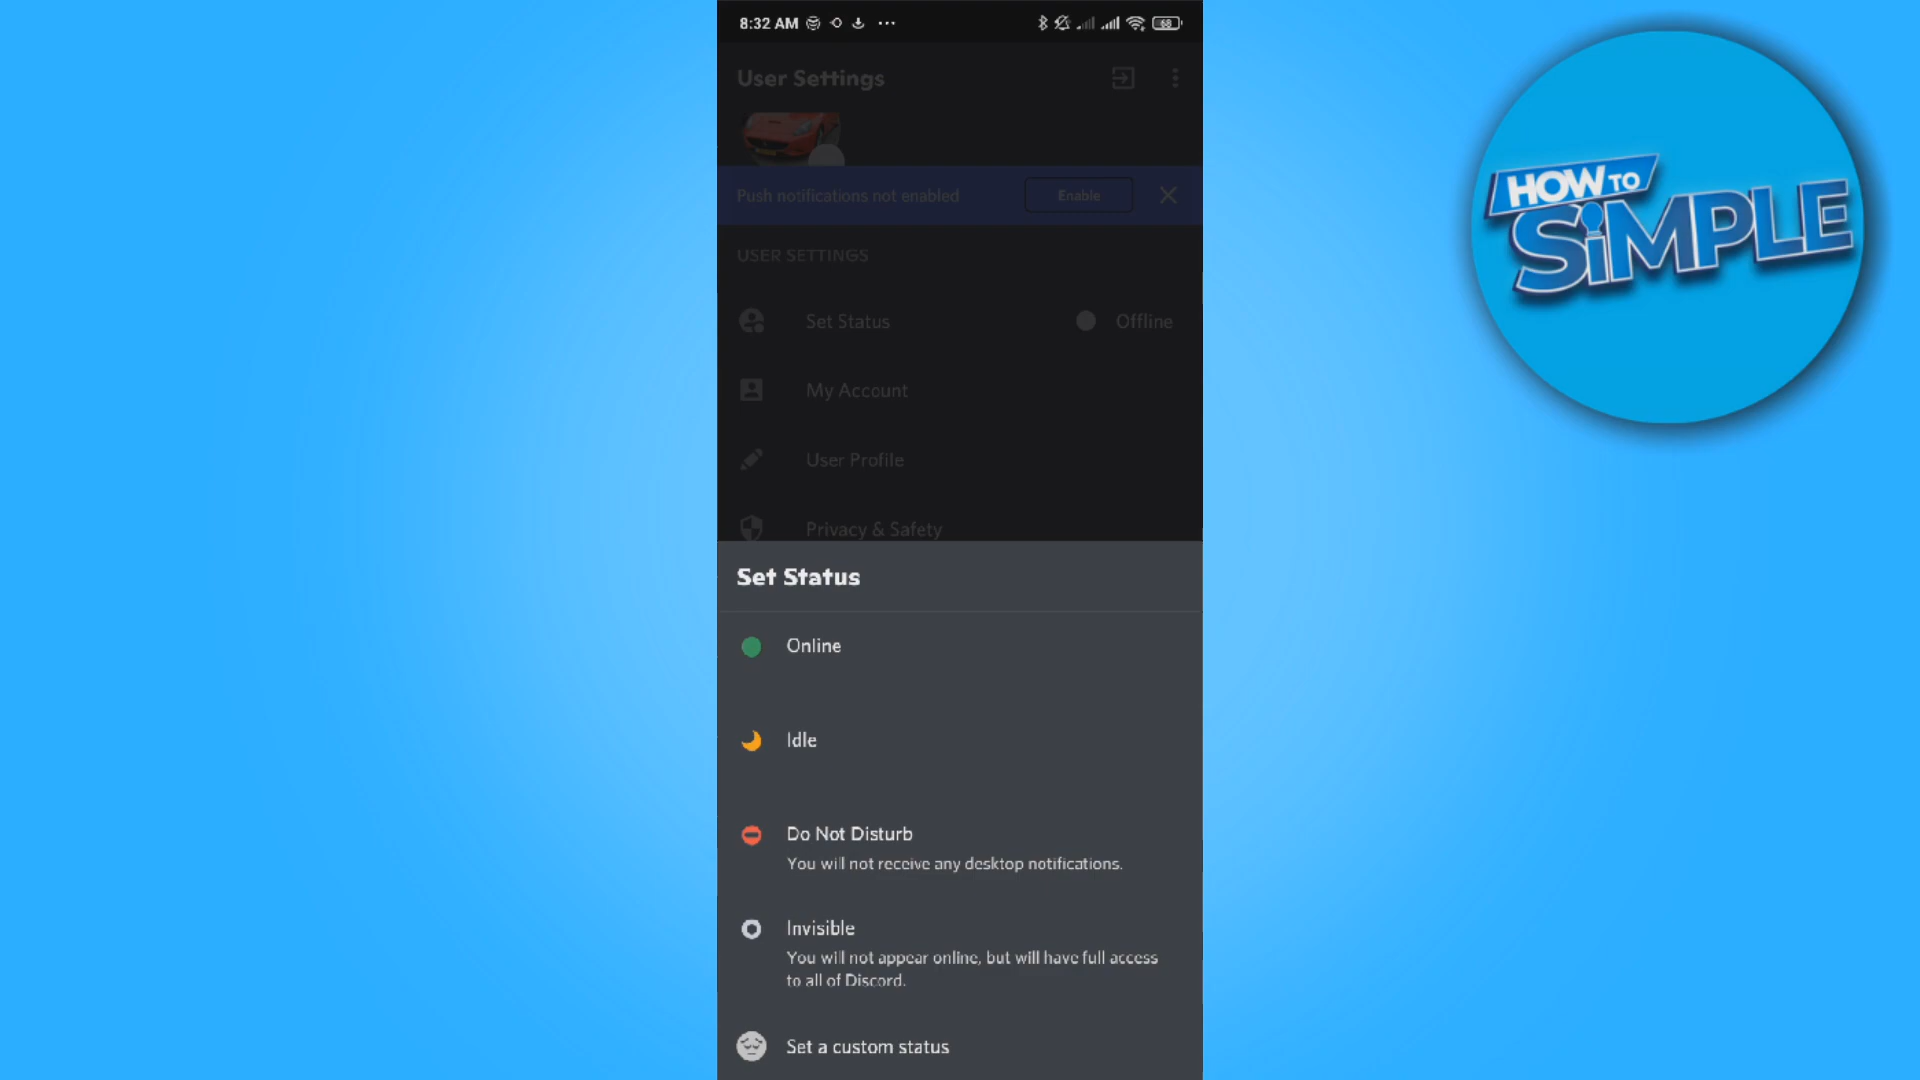 8:32 AM
68
User Settings
Push notifications not enabled
Enable
USER SETTINGS
Set Status
Offline
My Account
User Profile
Privacy & Safety
Set Status
Online
Idle
Do Not Disturb
You will not receive any desktop notifications.
Invisible
You will not appear online, but will have full access
to all of Discord.
Set a custom status
HOW TO
SiMPLE